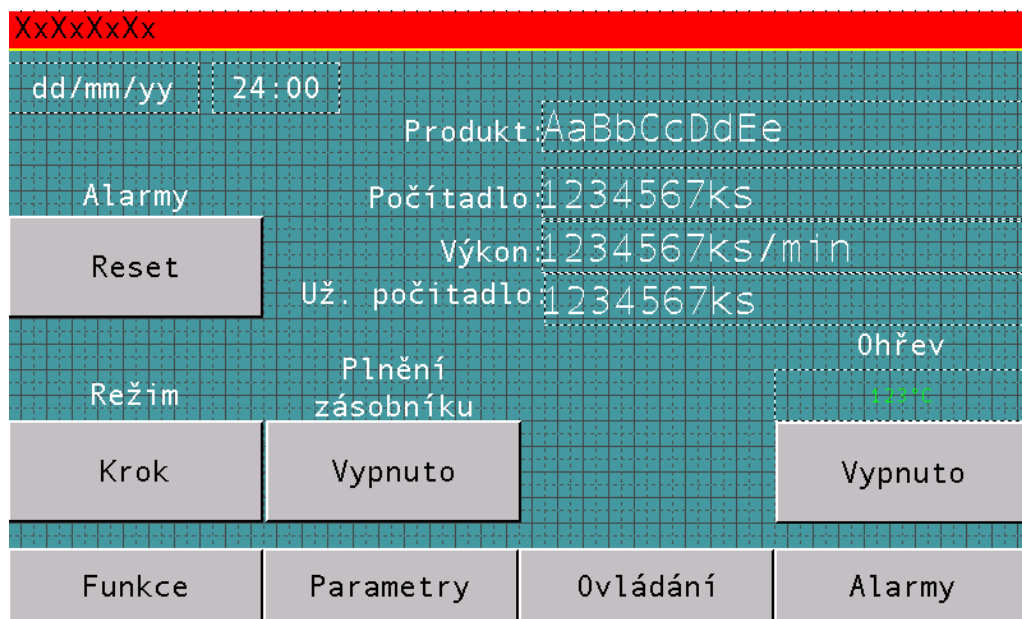 XxXxXxXx
dd/mm/yy 24:00
Produkt:AaBbCcDdEe
Alarmy
Počítadlo:1234567ks
Reset
Výkon:1234567ks/min
Už. počitadlo:1234567ks
Ohřev
123°C
Režim
Plnění
zásobníku
Krok
Vypnuto
Vypnuto
Funkce
Parametry
Ovládání
Alarmy